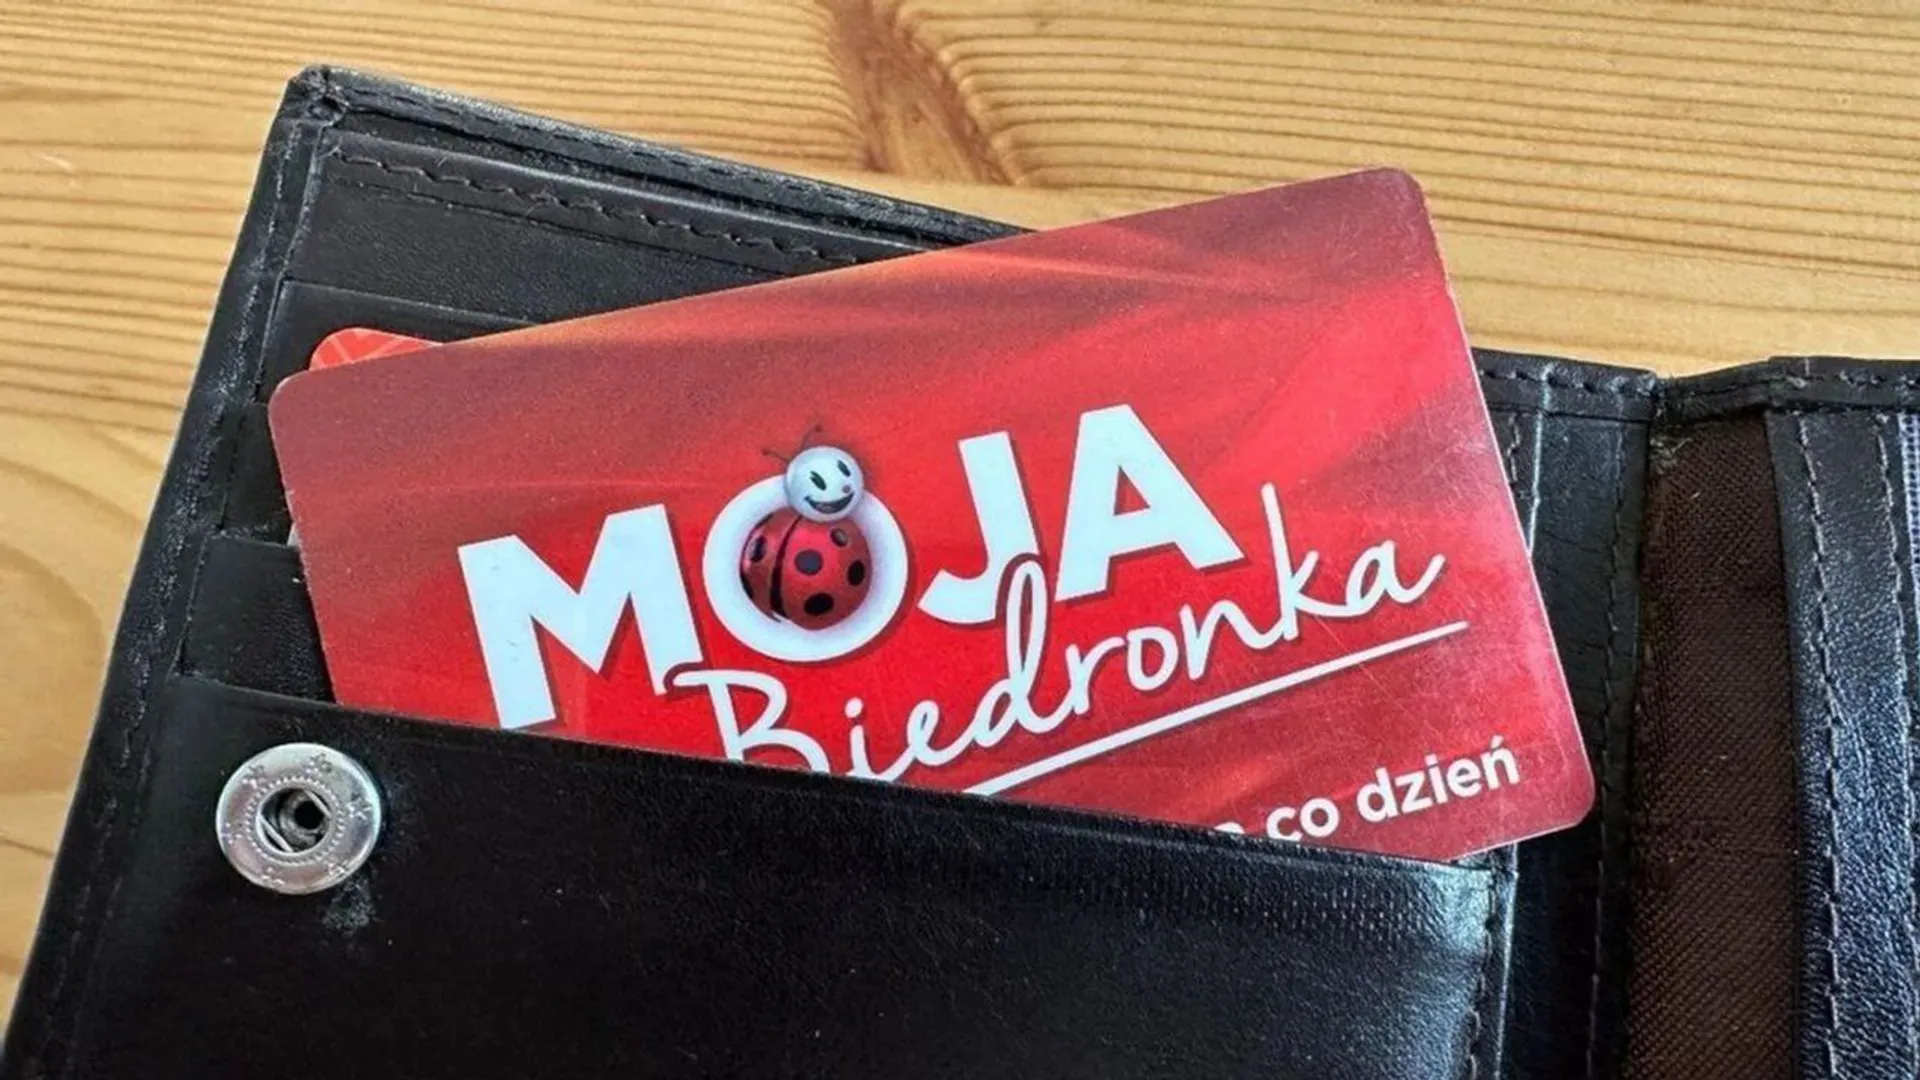 MOJA
Biedronka
co dzień